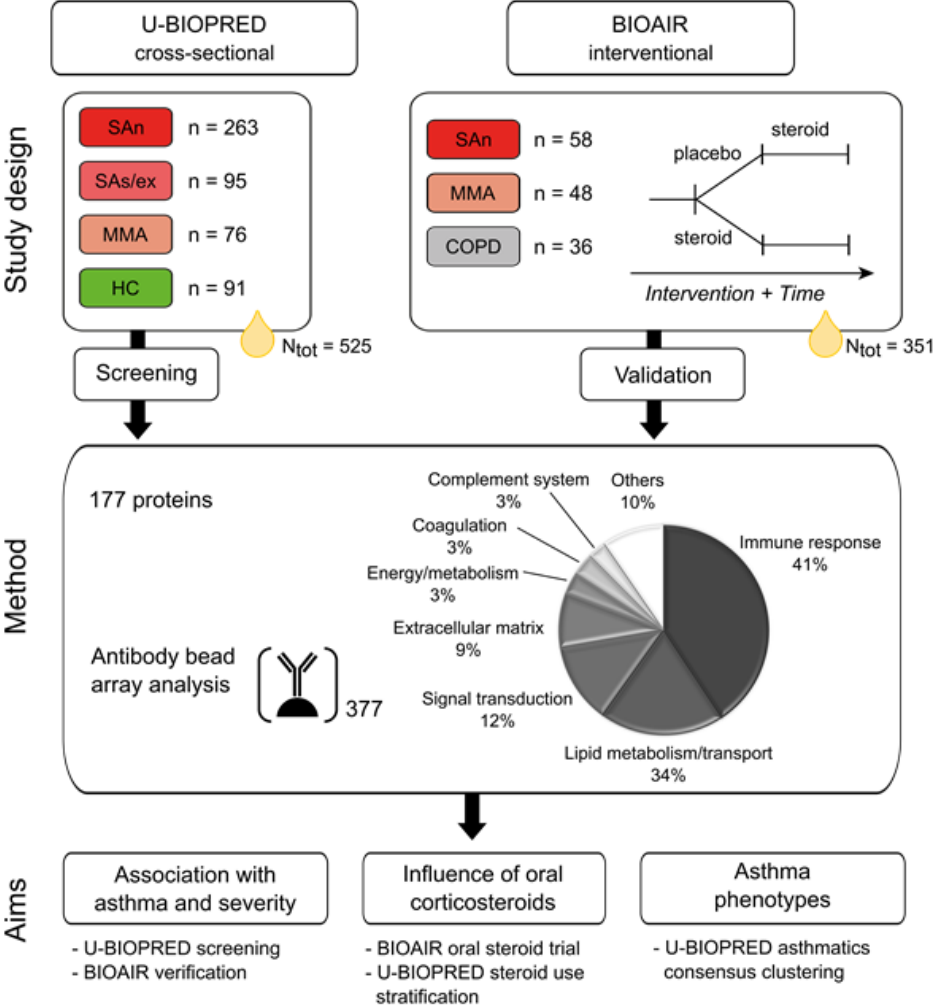 U-BIOPRED
cross-sectional
BIOAIR
interventional
Study design
SAn n = 263
SAs/ex n = 95
MMA n = 76
HC n = 91
Ntot = 525
SAn n = 58
MMA n = 48
COPD n = 36
placebo
steroid
steroid
Intervention + Time
Ntot = 351
Screening
Validation
Method
177 proteins
Antibody bead
array analysis
377
Complement system
3%
Others
10%
Coagulation
3%
Immune response
41%
Energy/metabolism
3%
Extracellular matrix
9%
Signal transduction
12%
Lipid metabolism/transport
34%
Aims
Association with
asthma and severity
- U-BIOPRED screening
- BIOAIR verification
Influence of oral
corticosteroids
- BIOAIR oral steroid trial
- U-BIOPRED steroid use
stratification
Asthma
phenotypes
- U-BIOPRED asthmatics
consensus clustering